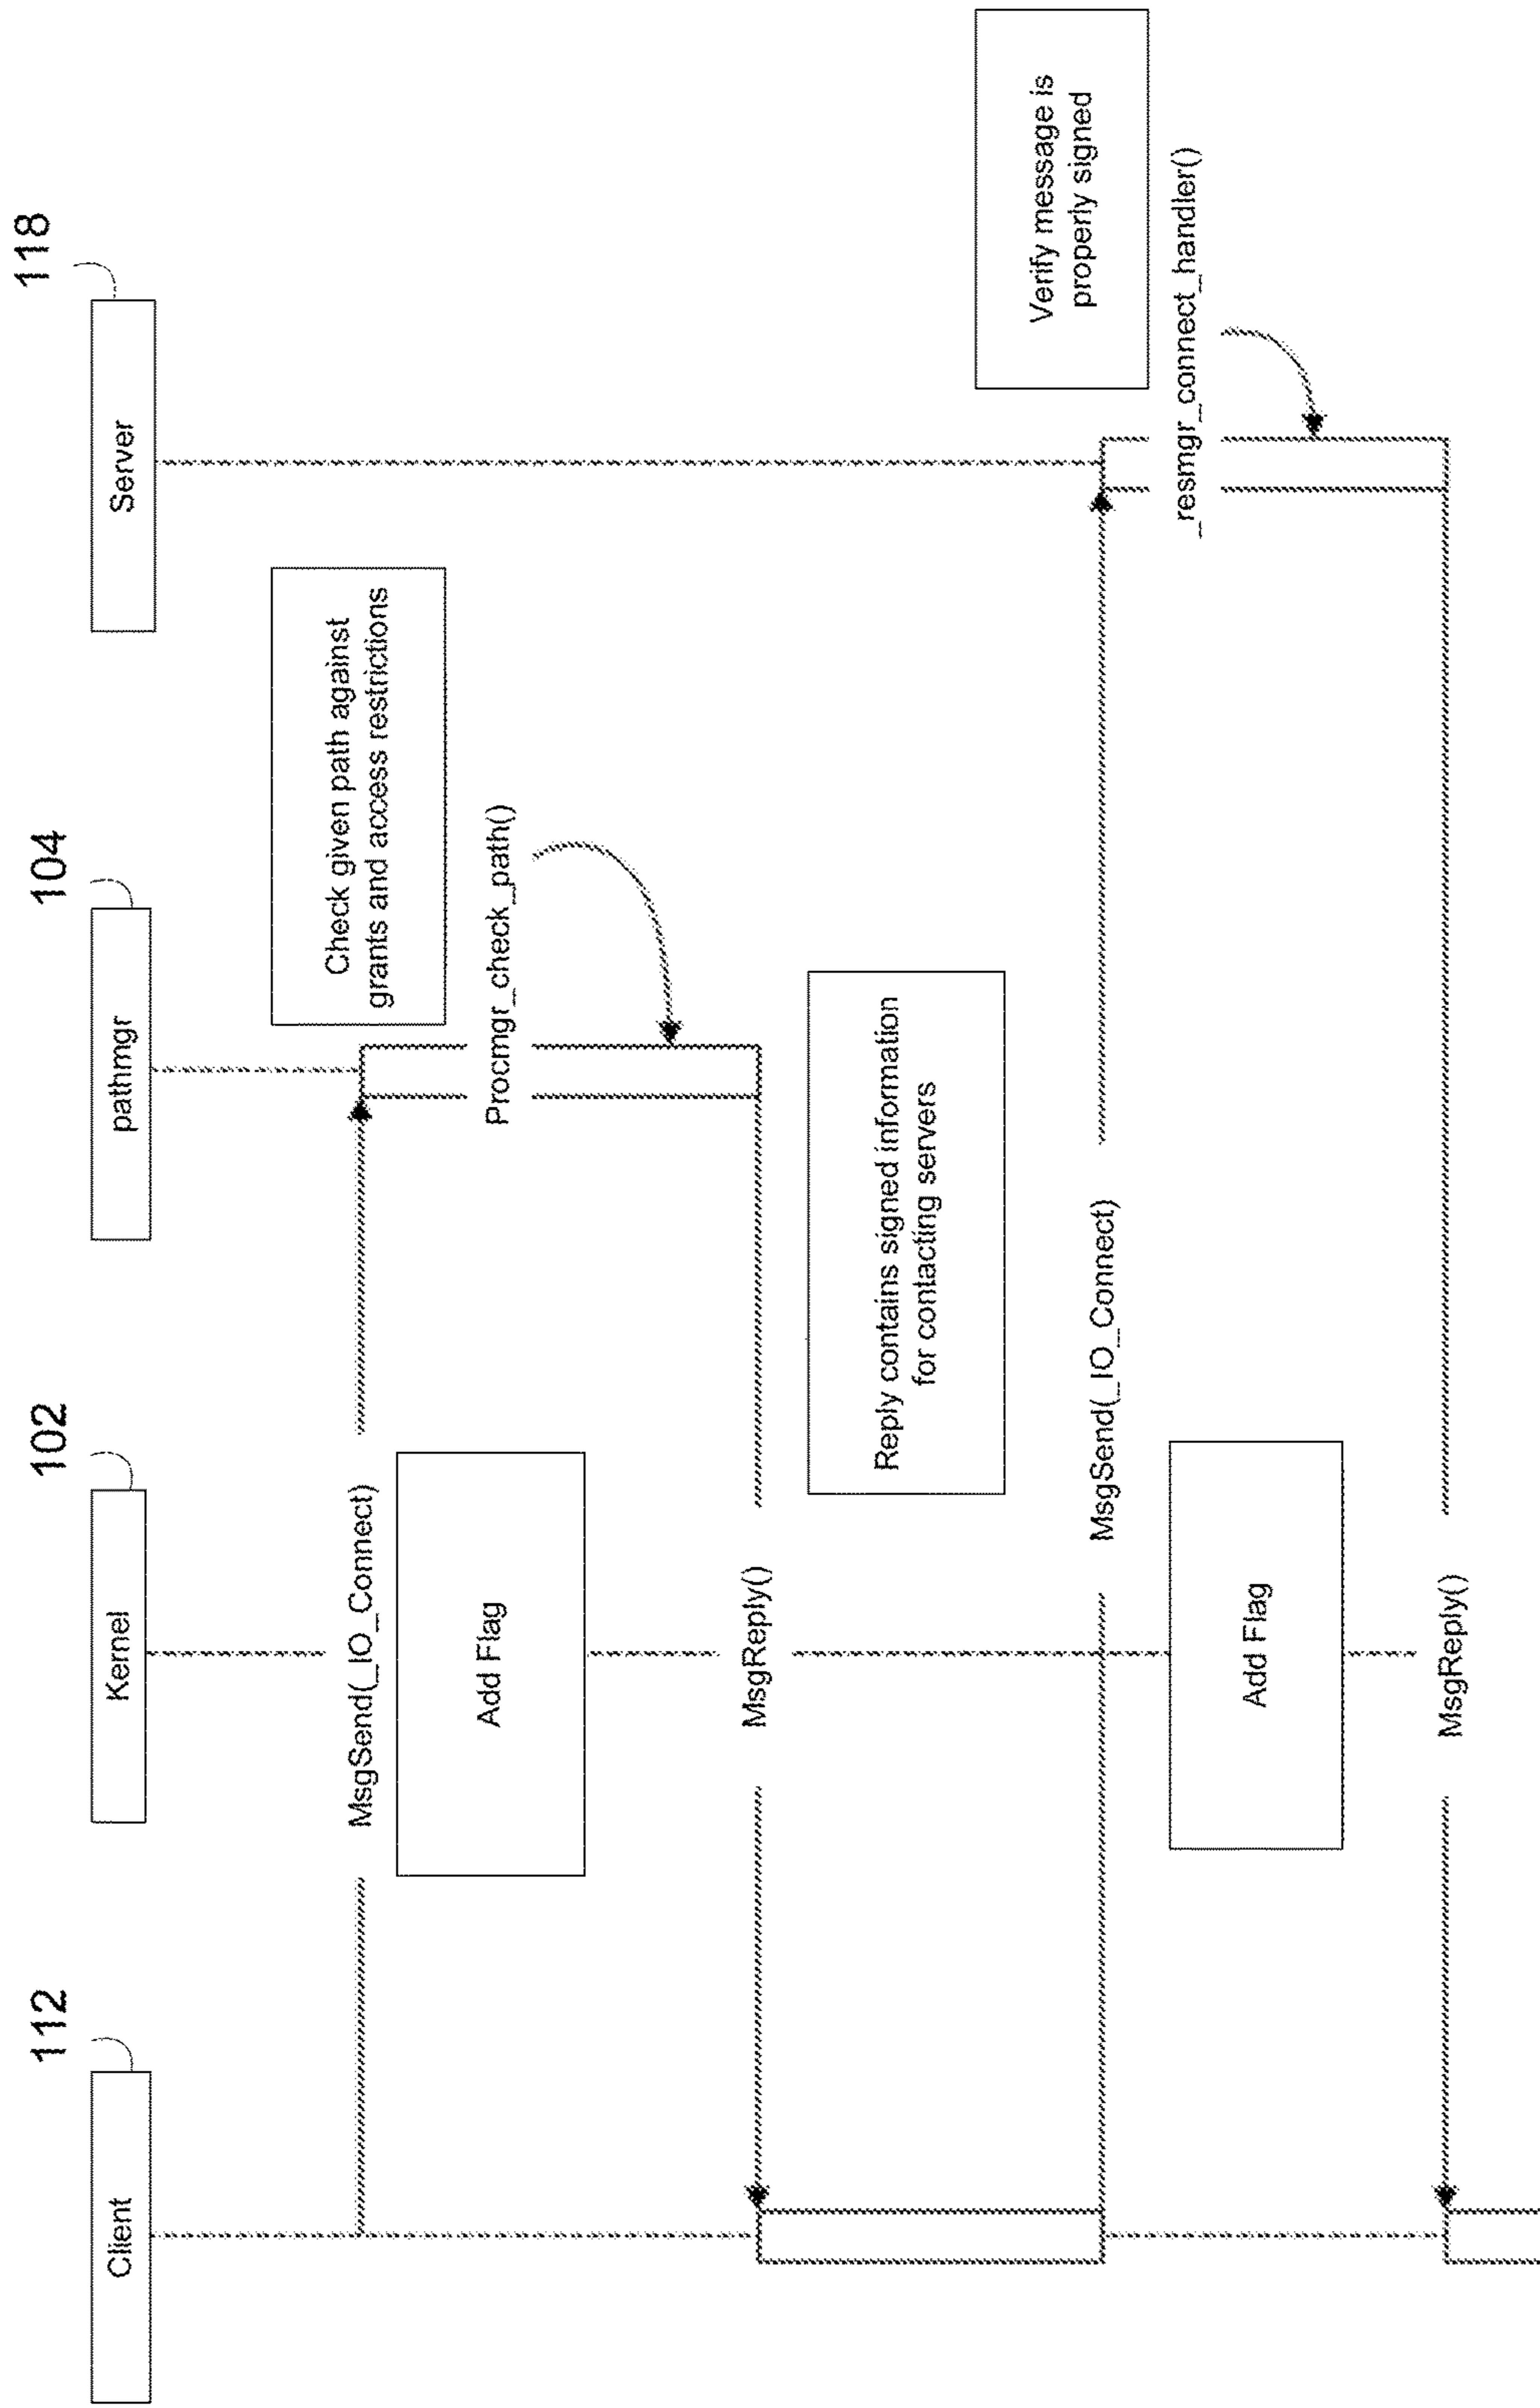 112
102
104
118
Client
Kernel
pathmgr
Server
Check given path against
grants and access restrictions
MsgSend(_IO_Connect)
Add Flag
Procmgr_check_path()
MsgReply()
Reply contains signed information
for contacting servers
Verify message is
properly signed
MsgSend(_IO_Connect)
_resmgr_connect_handler()
Add Flag
MsgReply()